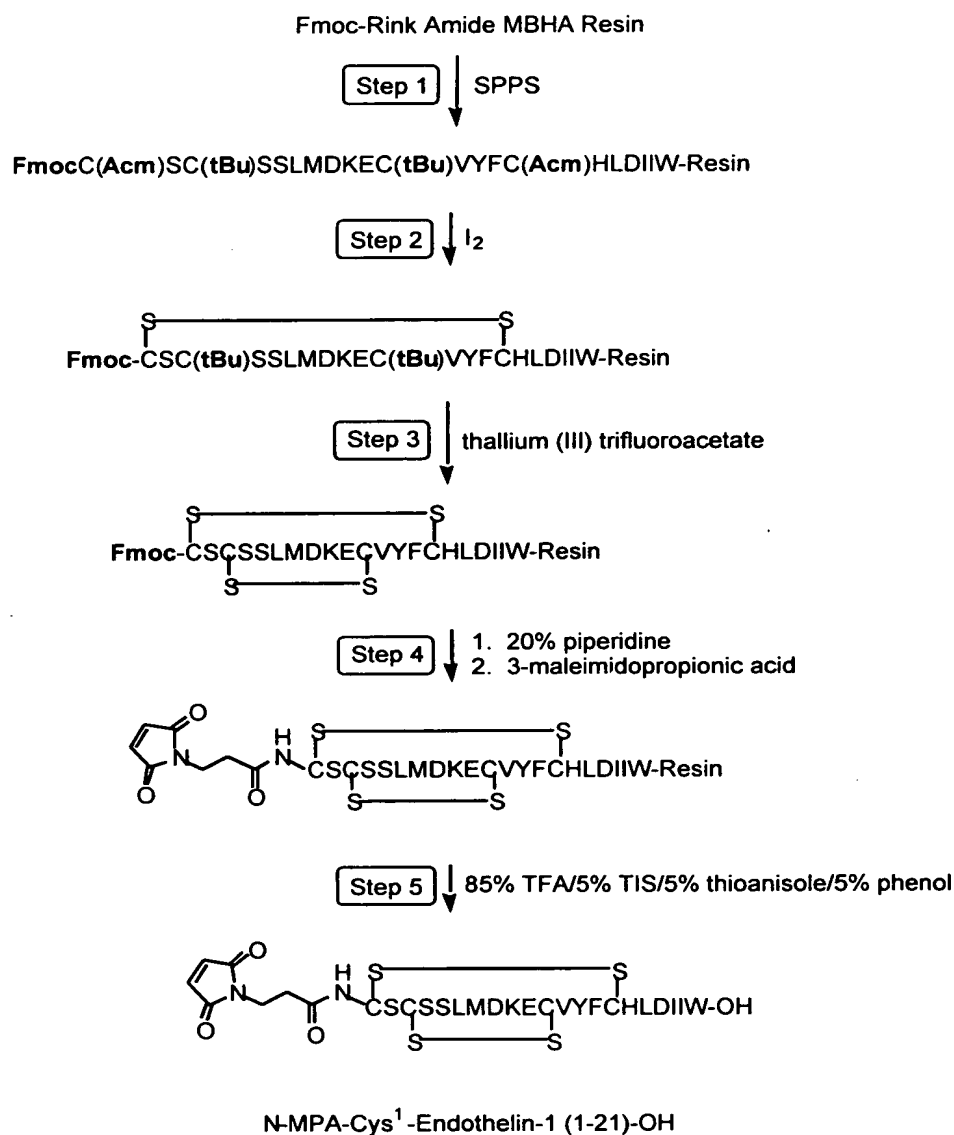 Fmoc-Rink Amide MBHA Resin
Step 1 SPPS
FmocC(Acm)SC(tBu)SSLMDKEC(tBu)VYFC(Acm)HLDIIW-Resin
Step 2 I2
S S
Fmoc-CSC(tBu)SSLMDKEC(tBu)VYFCHLDIIW-Resin
Step 3 thallium (III) trifluoroacetate
S S
Fmoc-CSCSSLMDKECVYFCHLDIIW-Resin
S S
Step 4 1. 20% piperidine
2. 3-maleimidopropionic acid
O H S S
N N CSCSSLMDKECVYFCHLDIIW-Resin
O O S S
Step 5 85% TFA/5% TIS/5% thioanisole/5% phenol
O H S S
N N CSCSSLMDKECVYFCHLDIIW-OH
O O S S
N-MPA-Cys1-Endothelin-1 (1-21)-OH